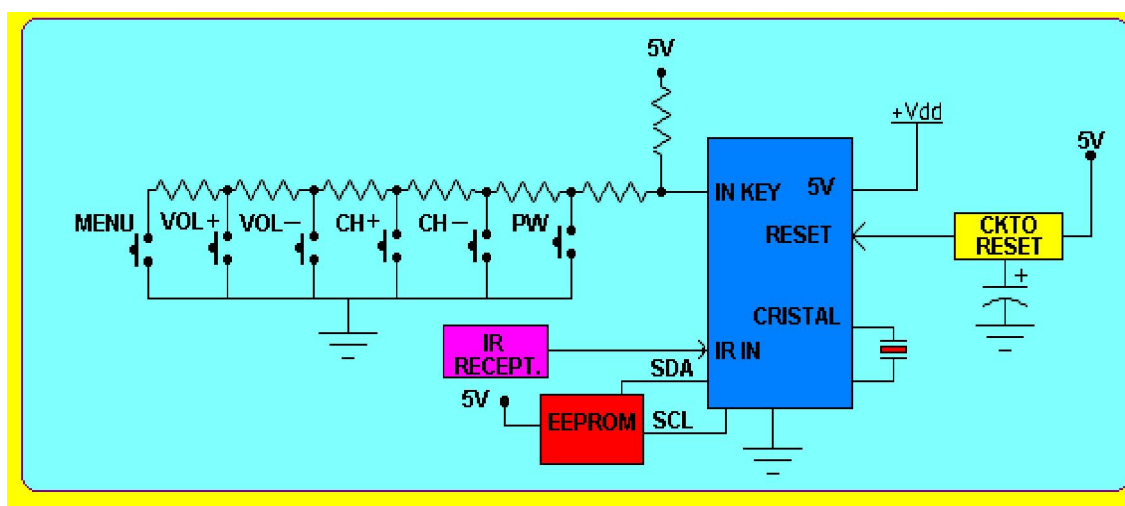 5V
+Vdd
5V
IN KEY
5V
MENU
VOL+
VOL—
CH+
CH—
PW
RESET
CKTO
RESET
+
CRISTAL
IR
RECEPT.
IR IN
SDA
5V
EEPROM
SCL